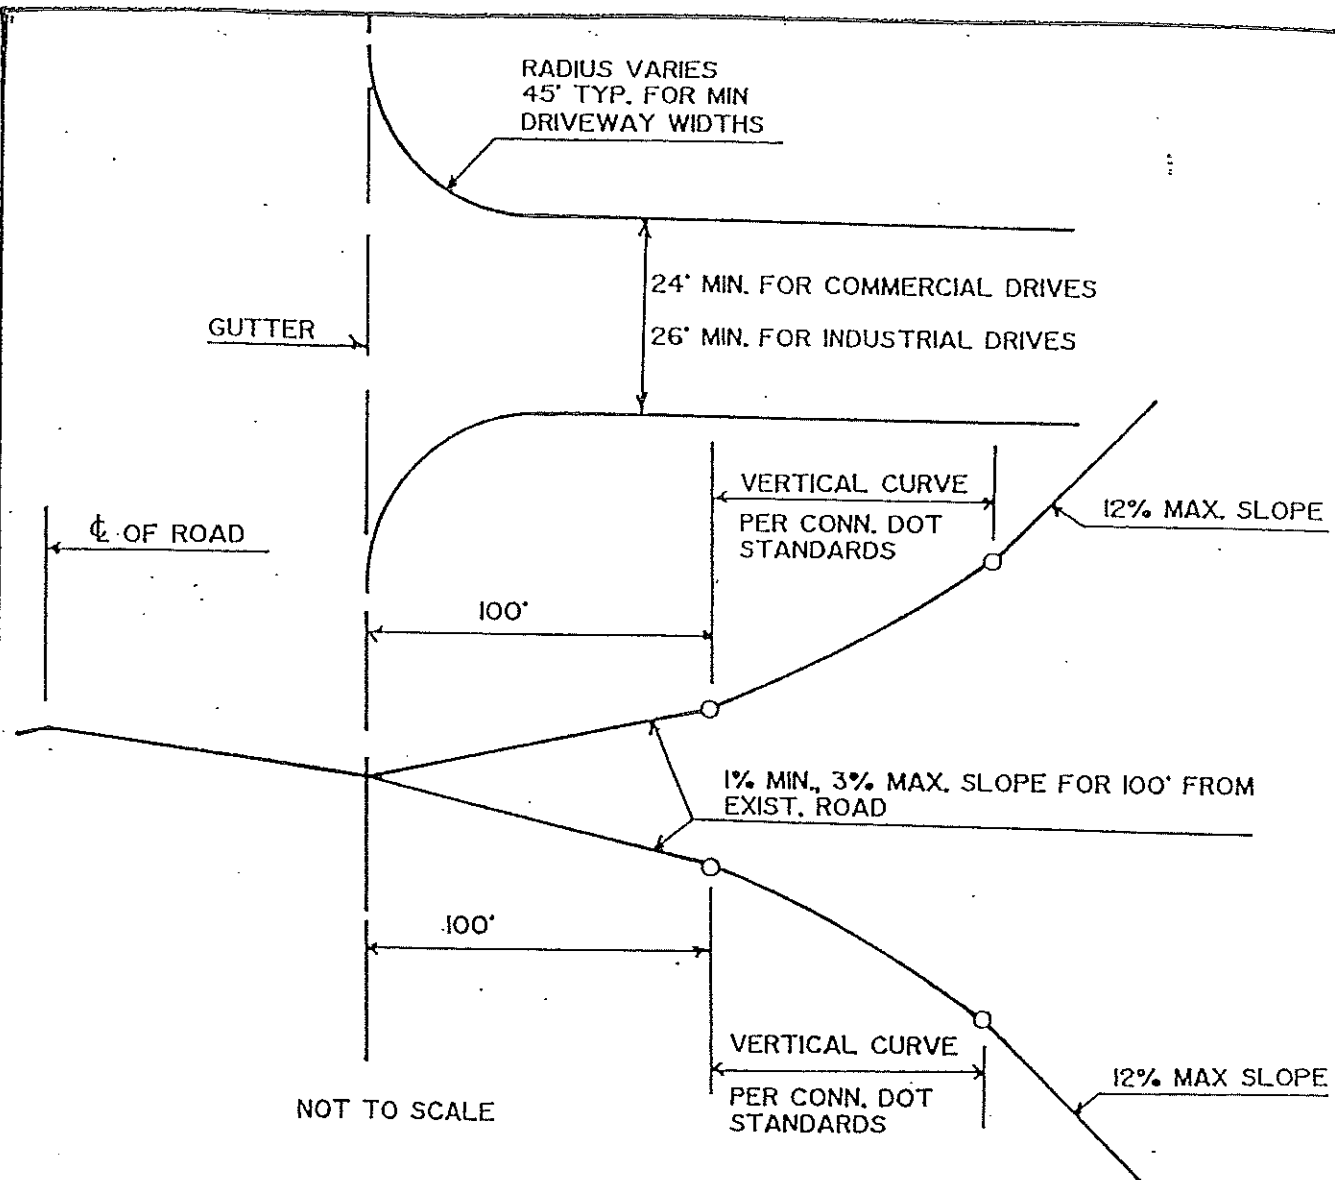 RADIUS VARIES
45' TYP. FOR MIN
DRIVEWAY WIDTHS
24' MIN. FOR COMMERCIAL DRIVES
GUTTER
26' MIN. FOR INDUSTRIAL DRIVES
VERTICAL CURVE
12% MAX. SLOPE
PER CONN. DOT
STANDARDS
℄ OF ROAD
100'
1% MIN., 3% MAX. SLOPE FOR 100' FROM
EXIST. ROAD
100'
VERTICAL CURVE
12% MAX SLOPE
PER CONN. DOT
STANDARDS
NOT TO SCALE